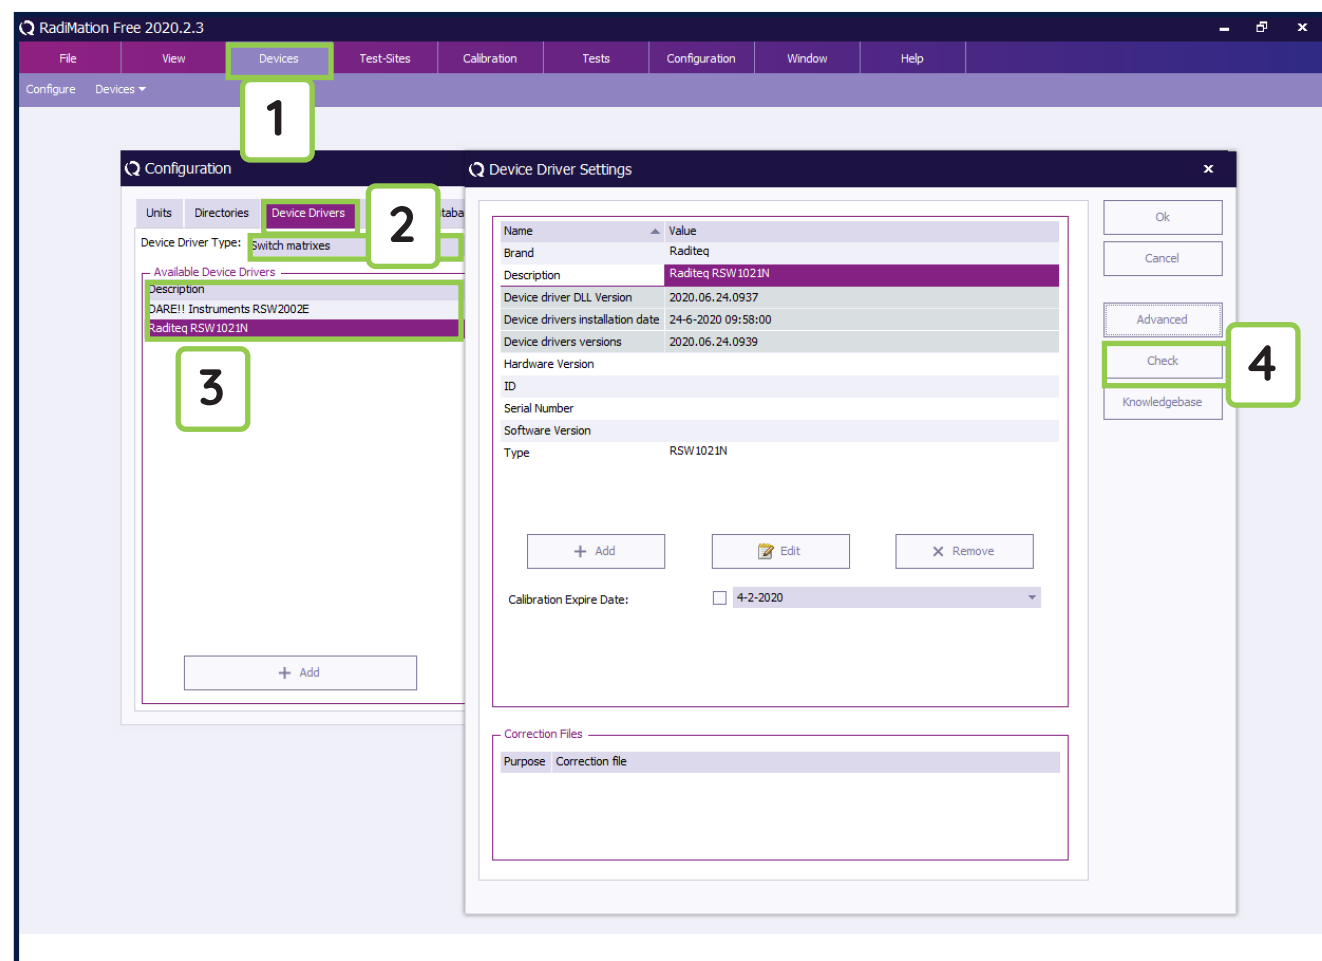 RadiMation Free 2020.2.3
File View Devices Test-Sites Calibration Tests Configuration Window Help
Configure Devices
1
Configuration
Units Directories Device Drivers
2
Device Driver Type: Switch matrixes
Available Device Drivers
Description
DARE!! Instruments RSW2002E
Raditeq RSW1021N
3
+ Add
Device Driver Settings
Name Value
Brand Raditeq
Description Raditeq RSW1021N
Device driver DLL Version 2020.06.24.0937
Device drivers installation date 24-6-2020 09:58:00
Device drivers versions 2020.06.24.0939
Hardware Version
ID
Serial Number
Software Version
Type RSW1021N
+ Add Edit Remove
Calibration Expire Date: 4-2-2020
Correction Files
Purpose Correction file
Ok
Cancel
Advanced
Check
4
Knowledgebase